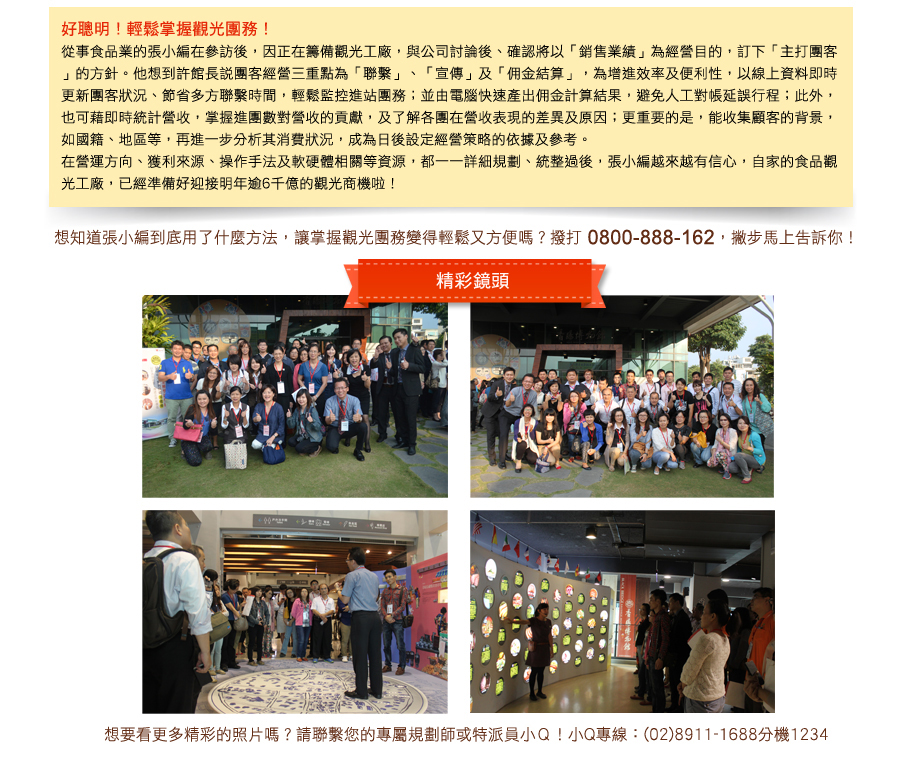 好聰明！輕鬆掌握觀光團務！
從事食品業的張小編在參訪後，因正在籌備觀光工廠，與公司討論後、確認將以「銷售業績」為經營目的，訂下「主打團客
」的方針。他想到許館長說團客經營三重點為「聯繫」、「宣傳」及「佣金結算」，為增進效率及便利性，以線上資料即時
更新團客狀況、節省多方聯繫時間，輕鬆監控進站團務；並由電腦快速產出佣金計算結果，避免人工對帳延誤行程；此外，
也可藉即時統計營收，掌握進團數對營收的貢獻，及了解各團在營收表現的差異及原因；更重要的是，能收集顧客的背景，
如國籍、地區等，再進一步分析其消費狀況，成為日後設定經營策略的依據及參考。
在營運方向、獲利來源、操作手法及軟硬體相關等資源，都一一詳細規劃、統整過後，張小編越來越有信心，自家的食品觀
光工廠，已經準備好迎接明年逾6千億的觀光商機啦！
想知道張小編到底用了什麼方法，讓掌握觀光團務變得輕鬆又方便嗎？撥打 0800-888-162，撇步馬上告訴你！
精彩鏡頭
想要看更多精彩的照片嗎？請聯繫您的專屬規劃師或特派員小Q！小Q專線：(02)8911-1688分機1234